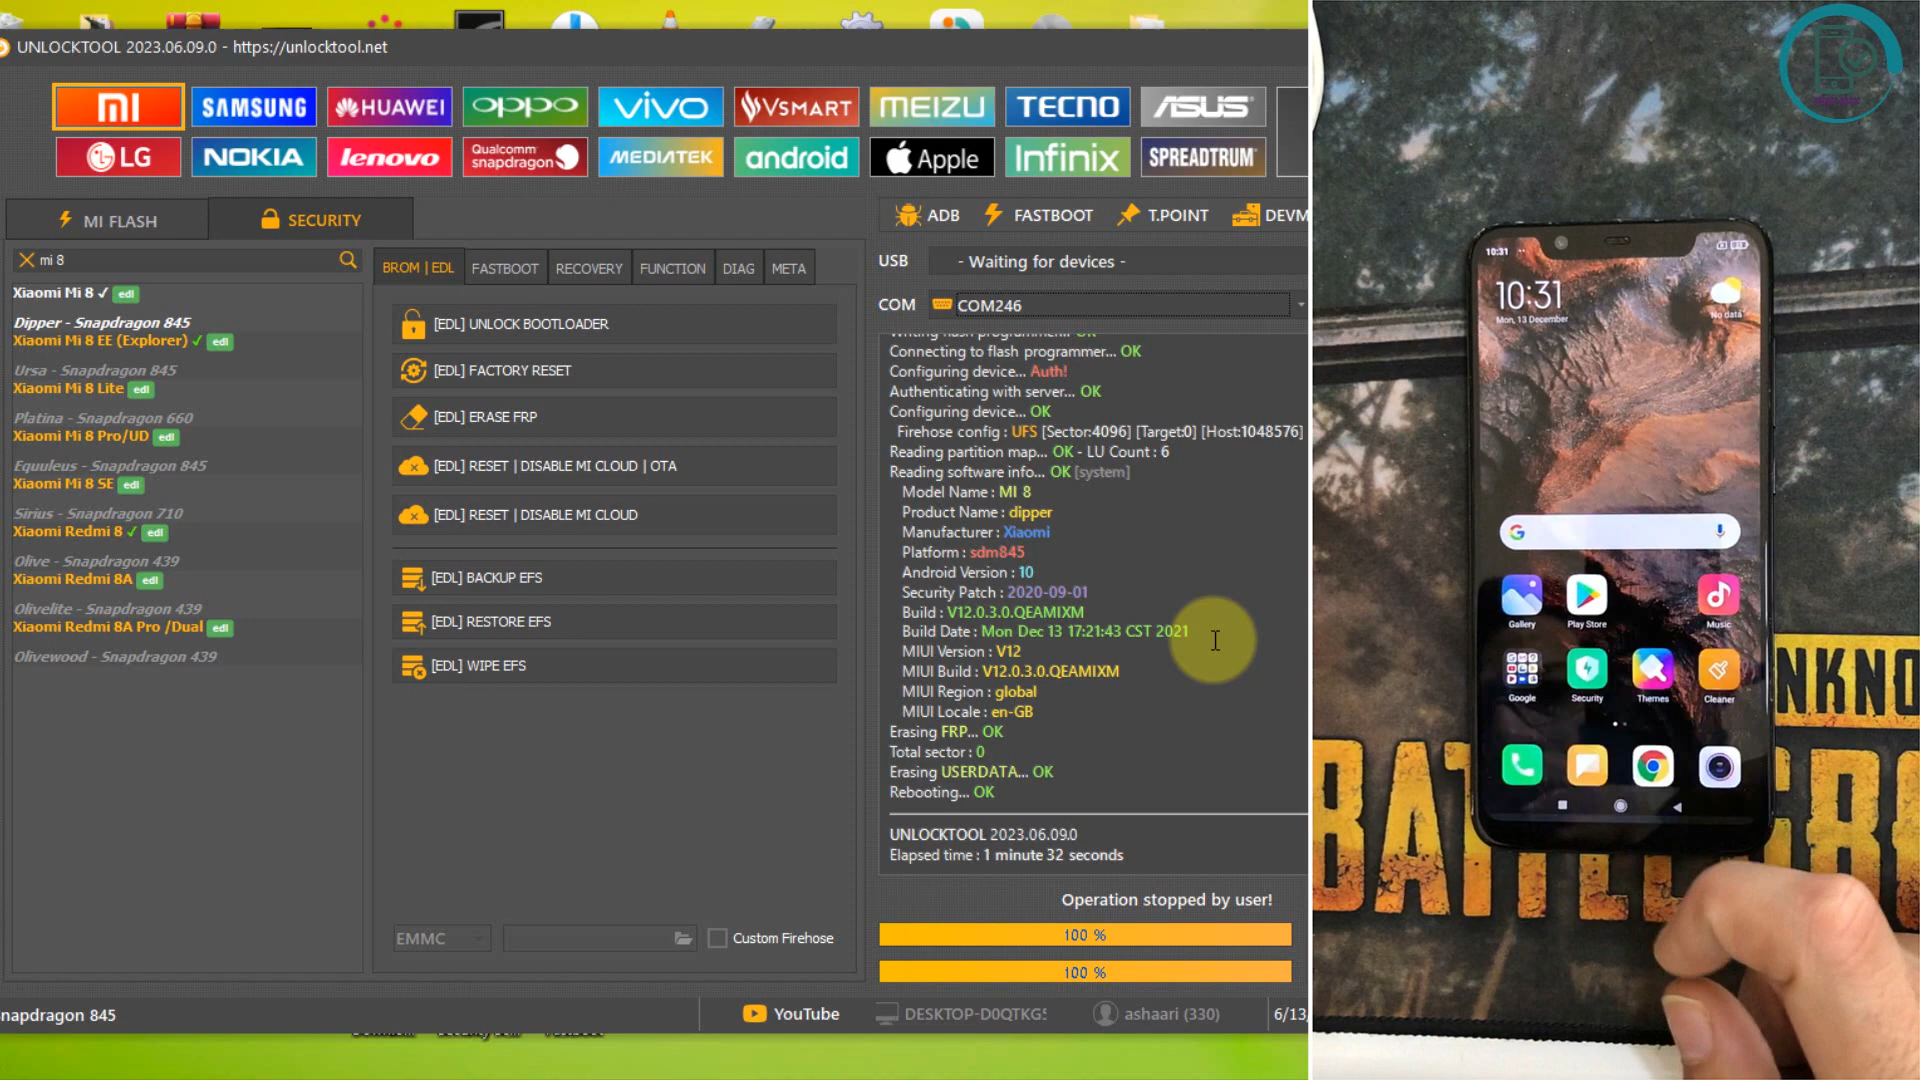 UNLOCKTOOL 2023.06.09.0 - https://unlocktool.net
MI
SAMSUNG
HUAWEI
oppo
vivo
VSMART
MEIZU
TECNO
ASUS
LG
NOKIA
lenovo
Qualcomm snapdragon
MEDIATEK
android
Apple
Infinix
SPREADTRUM
MI FLASH
SECURITY
mi 8
Xiaomi Mi 8 ✓ edl
Dipper - Snapdragon 845
Xiaomi Mi 8 EE (Explorer) ✓ edl
Ursa - Snapdragon 845
Xiaomi Mi 8 Lite edl
Platina - Snapdragon 660
Xiaomi Mi 8 Pro/UD edl
Equuleus - Snapdragon 845
Xiaomi Mi 8 SE edl
Sirius - Snapdragon 710
Xiaomi Redmi 8 ✓ edl
Olive - Snapdragon 439
Xiaomi Redmi 8A edl
Olivelite - Snapdragon 439
Xiaomi Redmi 8A Pro /Dual edl
Olivewood - Snapdragon 439
BROM | EDL
FASTBOOT
RECOVERY
FUNCTION
DIAG
META
[EDL] UNLOCK BOOTLOADER
[EDL] FACTORY RESET
[EDL] ERASE FRP
[EDL] RESET | DISABLE MI CLOUD | OTA
[EDL] RESET | DISABLE MI CLOUD
[EDL] BACKUP EFS
[EDL] RESTORE EFS
[EDL] WIPE EFS
EMMC
Custom Firehose
ADB
FASTBOOT
T.POINT
DEVM
USB - Waiting for devices -
COM COM246
Writing flash programmer... OK
Connecting to flash programmer... OK
Configuring device... Auth!
Authenticating with server... OK
Configuring device... OK
Firehose config : UFS [Sector:4096] [Target:0] [Host:1048576]
Reading partition map... OK - LU Count : 6
Reading software info... OK [system]
Model Name : MI 8
Product Name : dipper
Manufacturer : Xiaomi
Platform : sdm845
Android Version : 10
Security Patch : 2020-09-01
Build : V12.0.3.0.QEAMIXM
Build Date : Mon Dec 13 17:21:43 CST 2021
MIUI Version : V12
MIUI Build : V12.0.3.0.QEAMIXM
MIUI Region : global
MIUI Locale : en-GB
Erasing FRP... OK
Total sector : 0
Erasing USERDATA... OK
Rebooting... OK
UNLOCKTOOL 2023.06.09.0
Elapsed time : 1 minute 32 seconds
Operation stopped by user!
100 %
100 %
napdragon 845
YouTube
DESKTOP-D0QTKG
ashaari (330)
6/13/
10:31
10:31
Mon, 13 December
No data
Gallery
Play Store
Music
Google
Security
Themes
Cleaner
NKNO
BATTLEGR